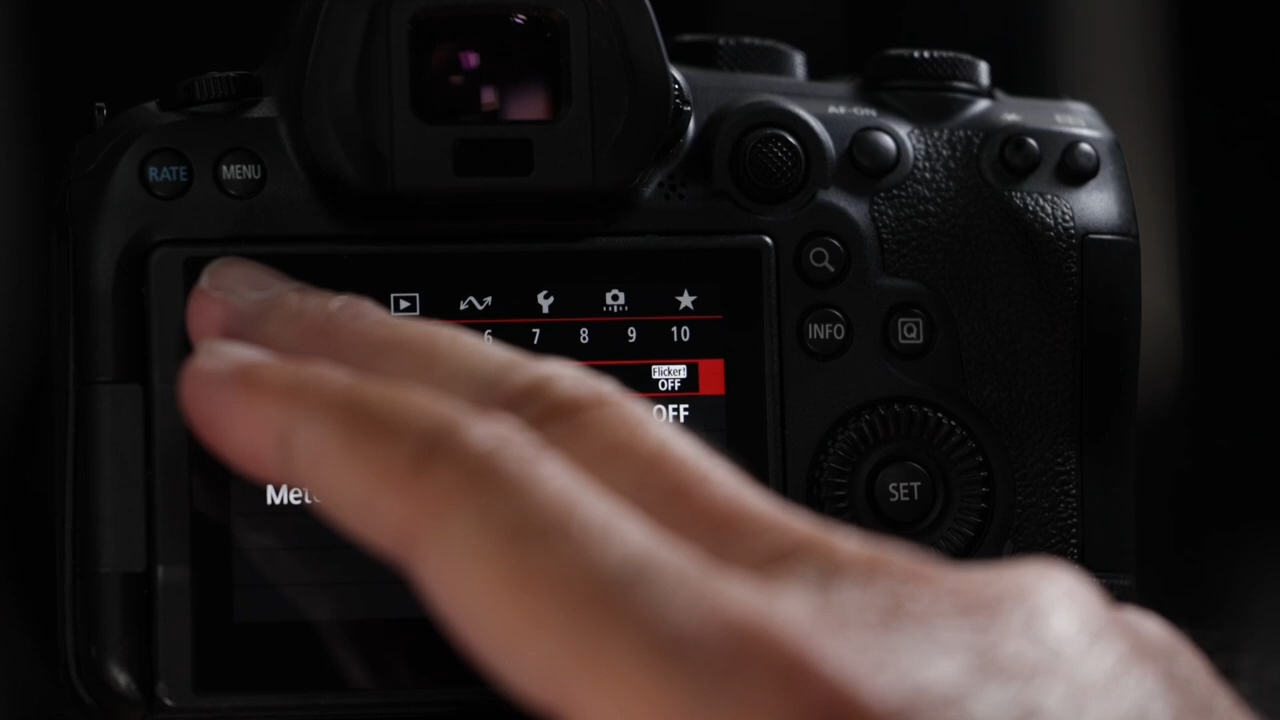 AF-ON
RATE
MENU
INFO
Q
6 7 8 9 10
Flicker!
OFF
OFF
SET